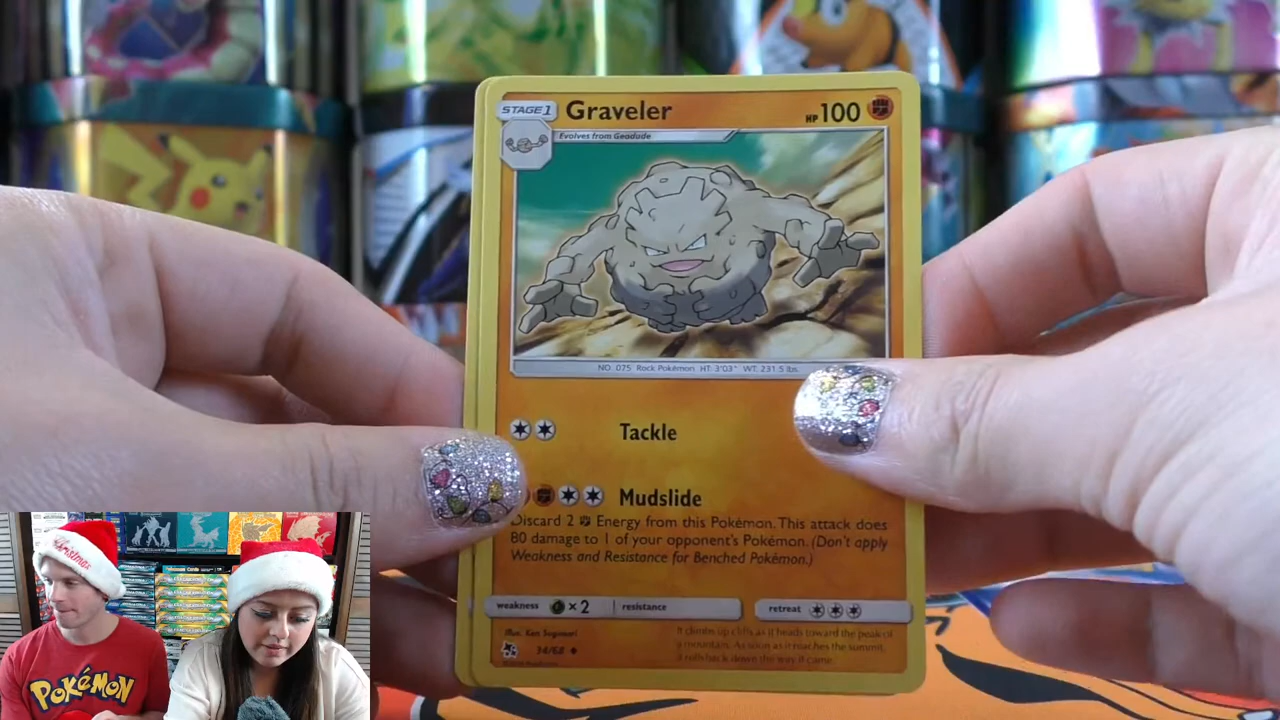 STAGE 1 Graveler HP 100
Evolves from Geodude
NO. 075 Rock Pokémon HT: 3'03" WT: 231.5 lbs.
Tackle
Mudslide
Discard 2 Energy from this Pokémon. This attack does
80 damage to 1 of your opponent's Pokémon. (Don't apply
Weakness and Resistance for Benched Pokémon.)
weakness ×2 resistance retreat
Illus. Ken Sugimori
34/68
It climbs up cliffs as it heads toward the peak of
a mountain. As soon as it reaches the summit,
it rolls back down the way it came.
Christmas
POKéMON